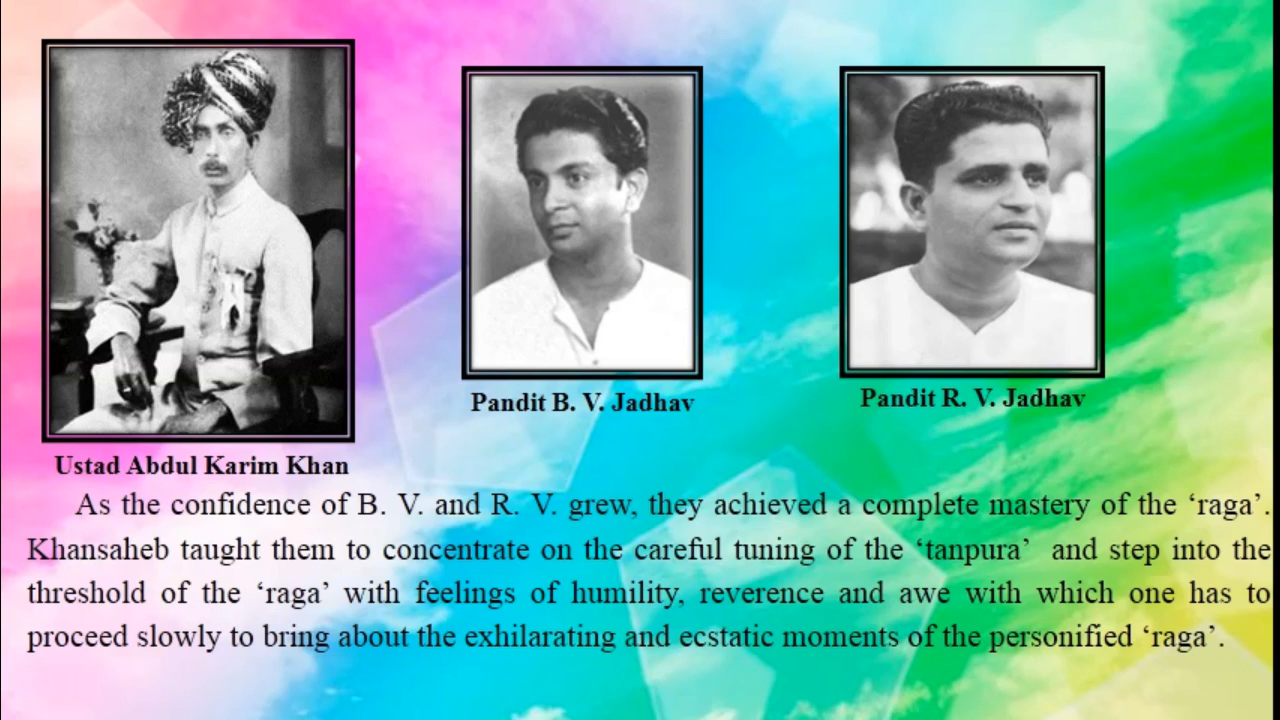 Pandit B. V. Jadhav
Pandit R. V. Jadhav
Ustad Abdul Karim Khan
As the confidence of B. V. and R. V. grew, they achieved a complete mastery of the ‘raga’.
Khansaheb taught them to concentrate on the careful tuning of the ‘tanpura’ and step into the
threshold of the ‘raga’ with feelings of humility, reverence and awe with which one has to
proceed slowly to bring about the exhilarating and ecstatic moments of the personified ‘raga’.